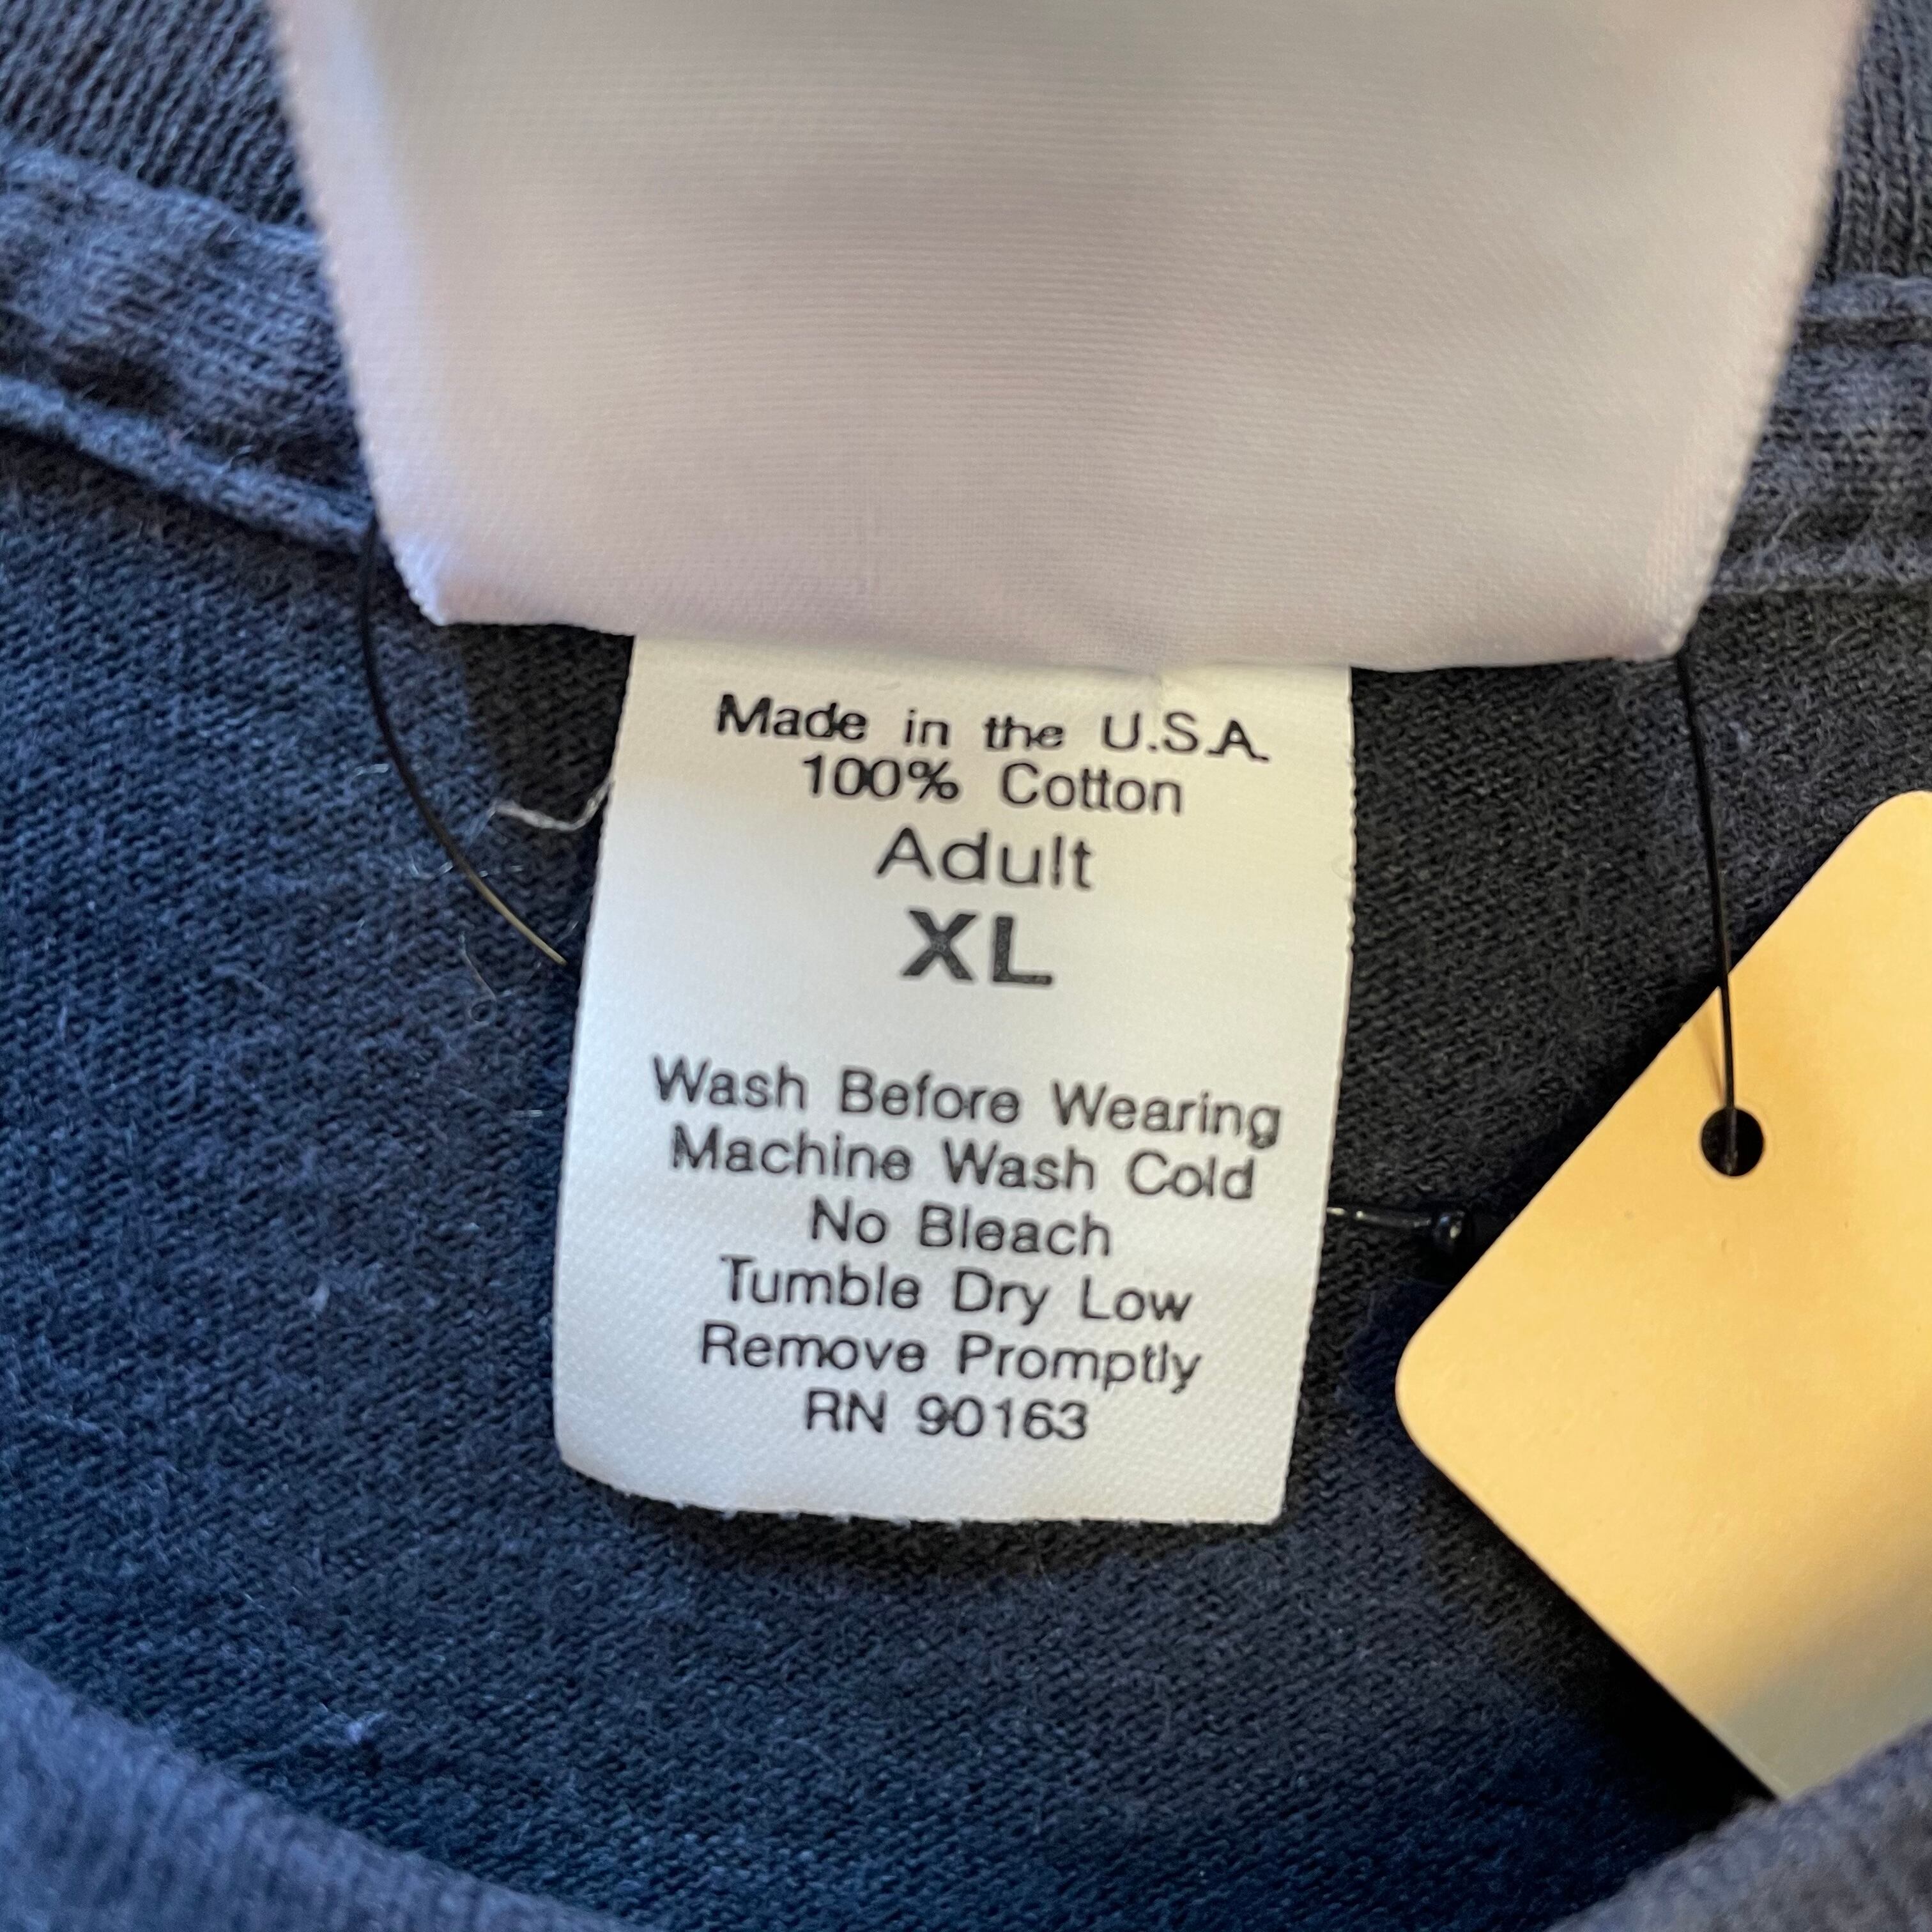 Made in the U.S.A.
100% Cotton
Adult
XL
Wash Before Wearing
Machine Wash Cold
No Bleach
Tumble Dry Low
Remove Promptly
RN 90163